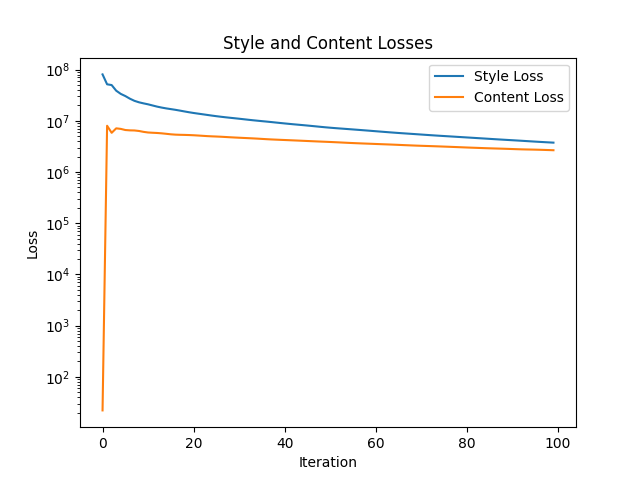 Style and Content Losses
Style Loss
Content Loss
10^8
10^7
10^6
10^5
10^4
10^3
10^2
Loss
0 20 40 60 80 100
Iteration